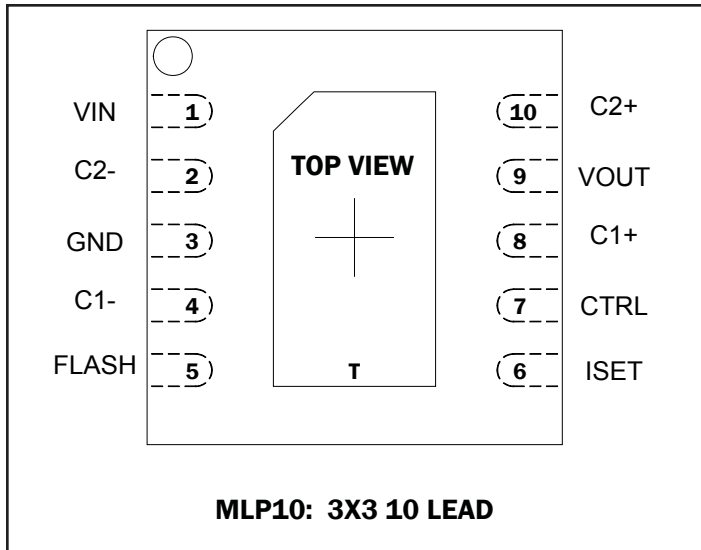 VIN 1 10 C2+
C2- 2 TOP VIEW 9 VOUT
GND 3 8 C1+
C1- 4 7 CTRL
FLASH 5 T 6 ISET
MLP10: 3X3 10 LEAD